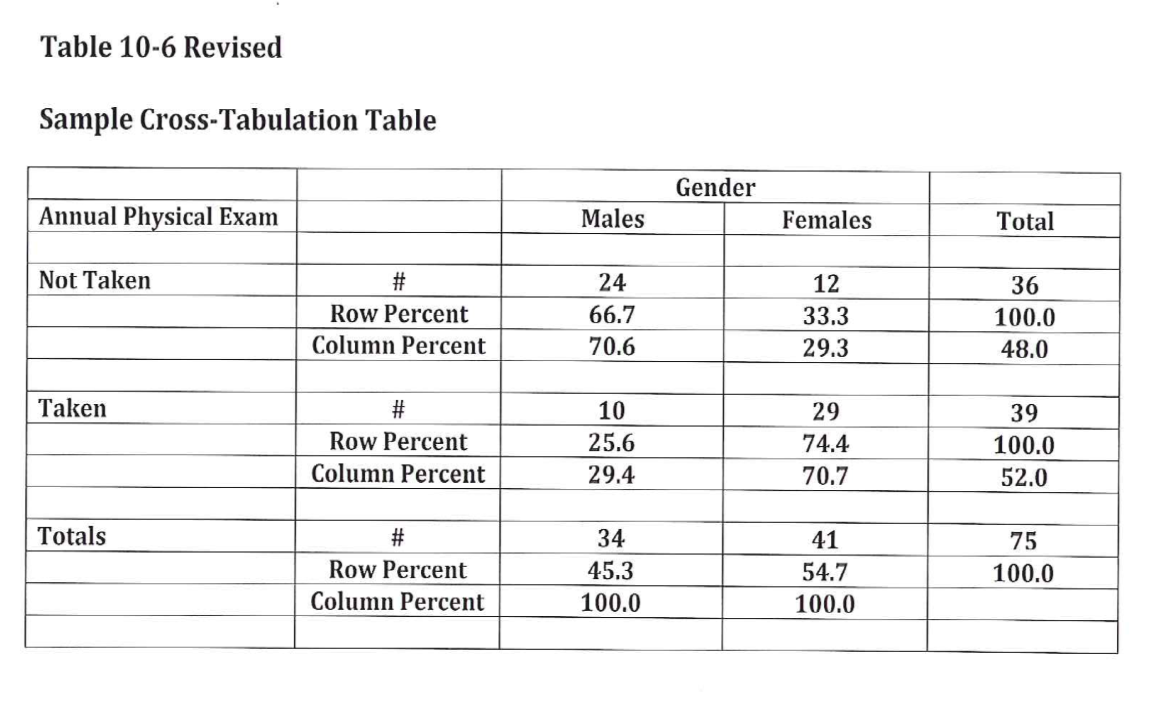 Table 10-6 Revised
Sample Cross-Tabulation Table
Gender
Annual Physical Exam Males Females Total
Not Taken # 24 12 36
Row Percent 66.7 33.3 100.0
Column Percent 70.6 29.3 48.0
Taken # 10 29 39
Row Percent 25.6 74.4 100.0
Column Percent 29.4 70.7 52.0
Totals # 34 41 75
Row Percent 45.3 54.7 100.0
Column Percent 100.0 100.0